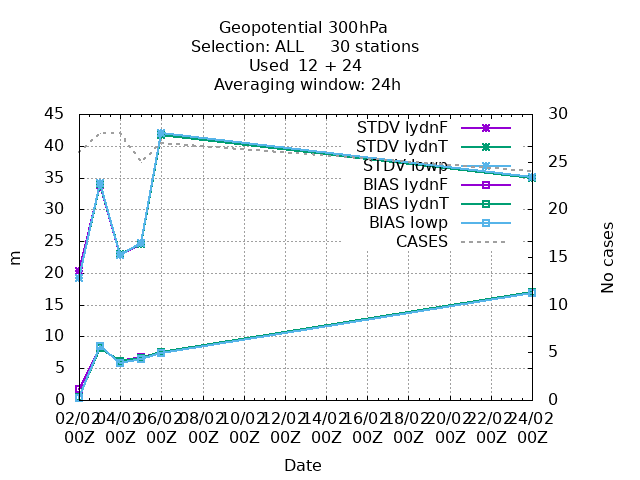 Geopotential 300hPa
Selection: ALL     30 stations
Used  12 + 24
Averaging window: 24h
45
40
35
30
25
20
15
10
5
0
30
25
20
15
10
5
0
m
No cases
STDV lydnF
STDV lydnT
STDV lowp
BIAS lydnF
BIAS lydnT
BIAS lowp
CASES
02/02 04/02 06/02 08/02 10/02 12/02 14/02 16/02 18/02 20/02 22/02 24/02
00Z 00Z 00Z 00Z 00Z 00Z 00Z 00Z 00Z 00Z 00Z 00Z
Date